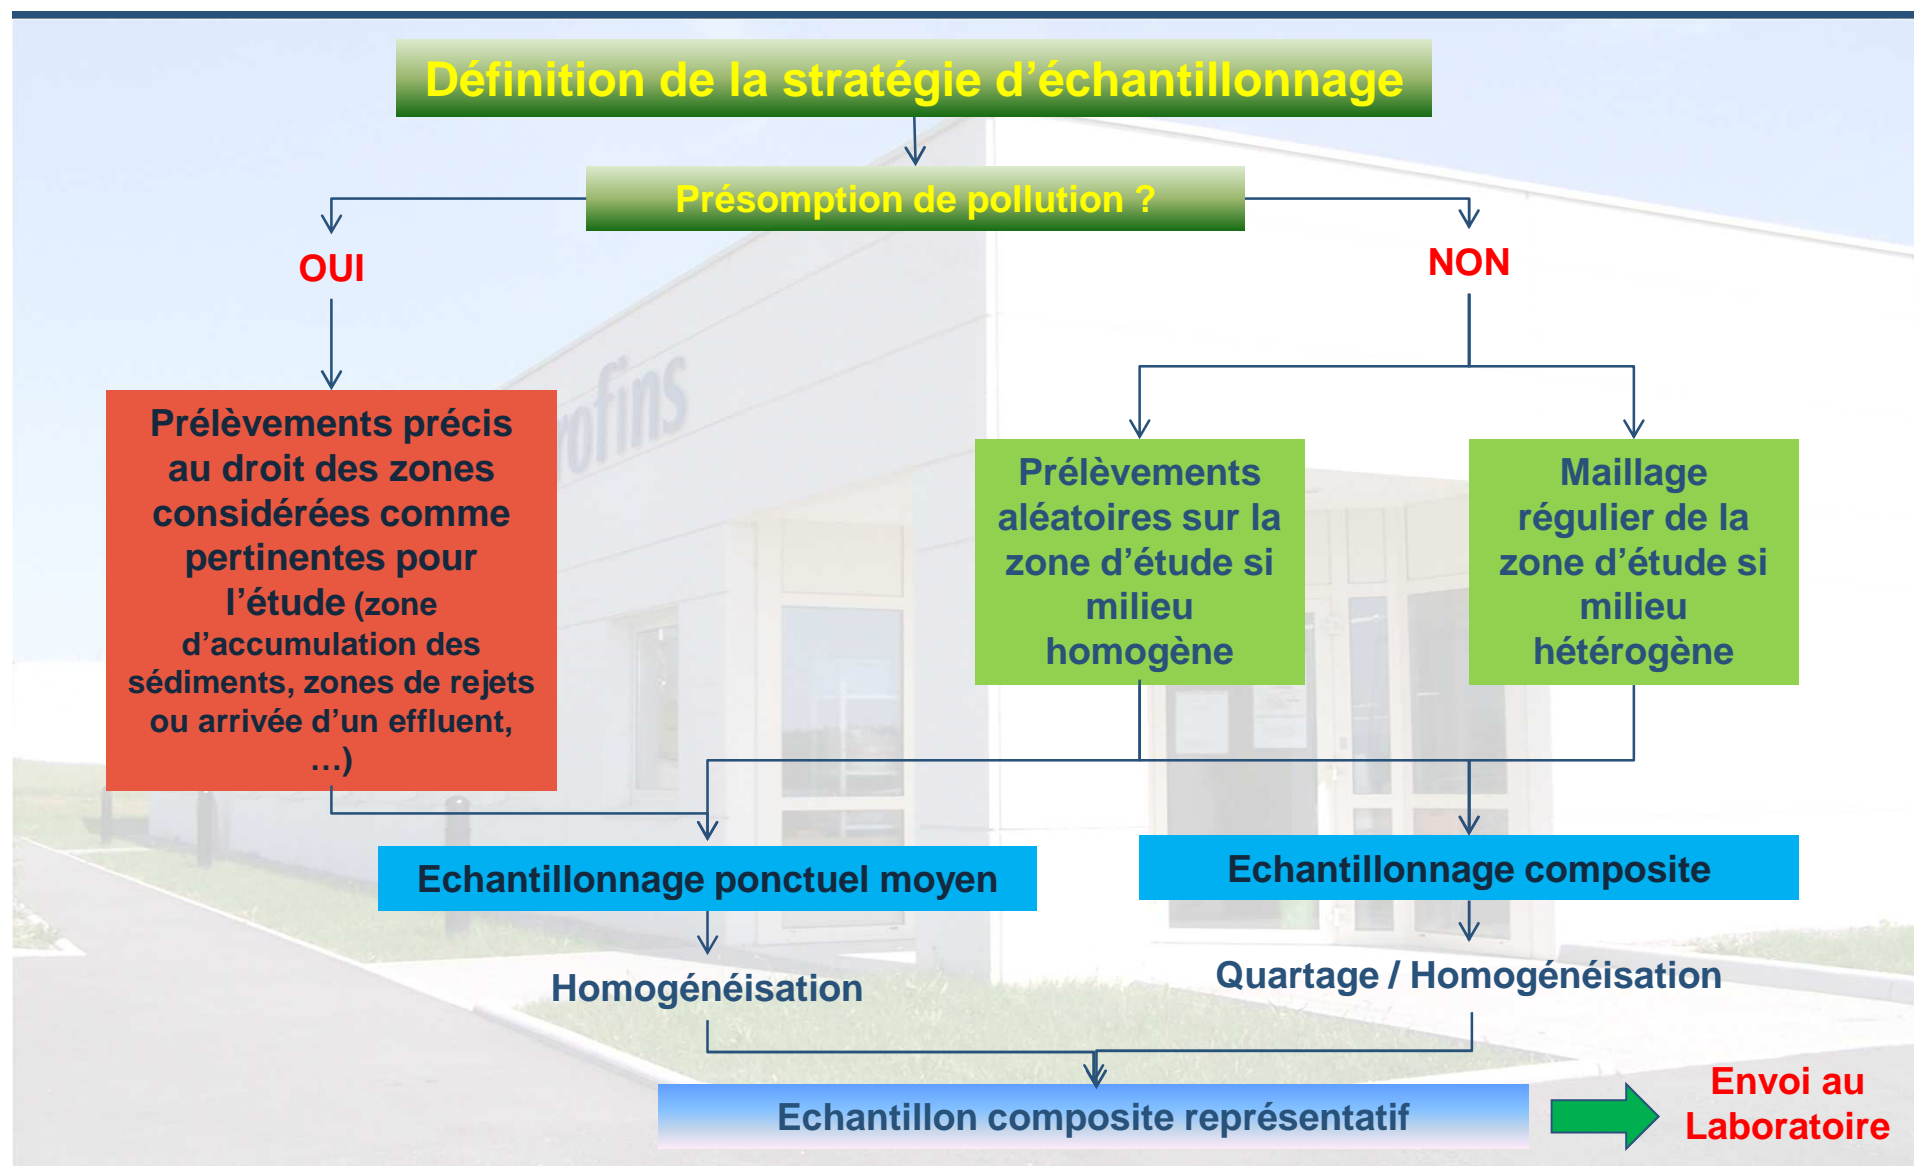 Définition de la stratégie d’échantillonnage
Présomption de pollution ?
OUI
NON
Prélèvements précis
au droit des zones
considérées comme
pertinentes pour
l’étude (zone
d’accumulation des
sédiments, zones de rejets
ou arrivée d’un effluent,
…)
rofins
Prélèvements
aléatoires sur la
zone d’étude si
milieu
homogène
Maillage
régulier de la
zone d’étude si
milieu
hétérogène
Echantillonnage ponctuel moyen
Echantillonnage composite
Homogénéisation
Quartage / Homogénéisation
Echantillon composite représentatif
Envoi au
Laboratoire